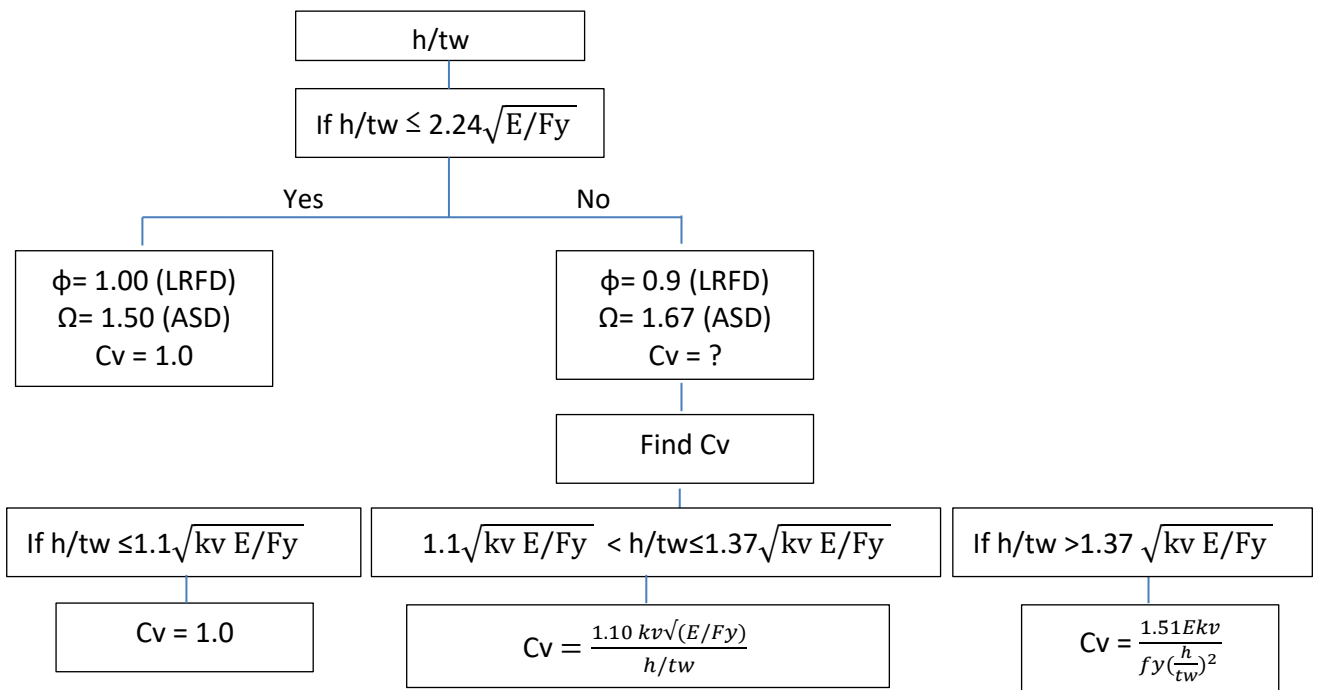 h/tw
If h/tw ≤ 2.24√E/Fy
Yes
No
ф= 1.00 (LRFD)
Ω= 1.50 (ASD)
Cv = 1.0
ф= 0.9 (LRFD)
Ω= 1.67 (ASD)
Cv = ?
Find Cv
If h/tw ≤1.1√kv E/Fy
1.1√kv E/Fy < h/tw≤1.37√kv E/Fy
If h/tw >1.37 √kv E/Fy
Cv = 1.0
Cv = 1.10 kv√(E/Fy) / h/tw
Cv = 1.51Ekv / fy(h/tw)²